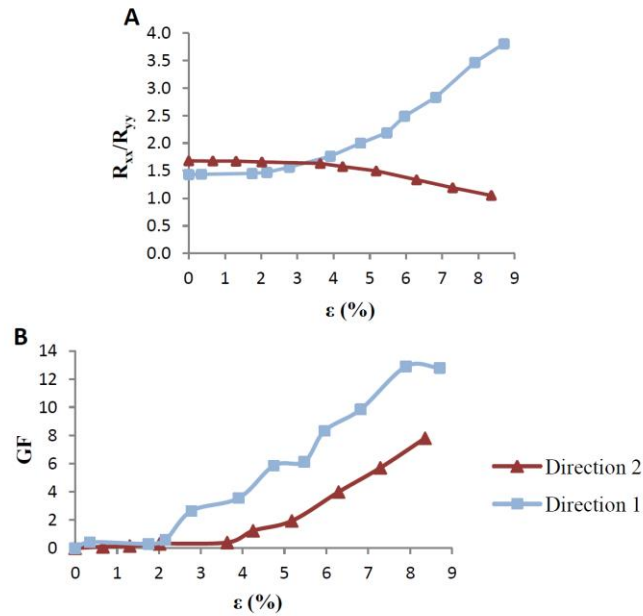 A
4.0
3.5
3.0
2.5
2.0
1.5
1.0
0.5
0.0
Rxx/Ryy
0 1 2 3 4 5 6 7 8 9
ε (%)
B
14
12
10
8
6
4
2
0
GF
0 1 2 3 4 5 6 7 8 9
ε (%)
Direction 2
Direction 1